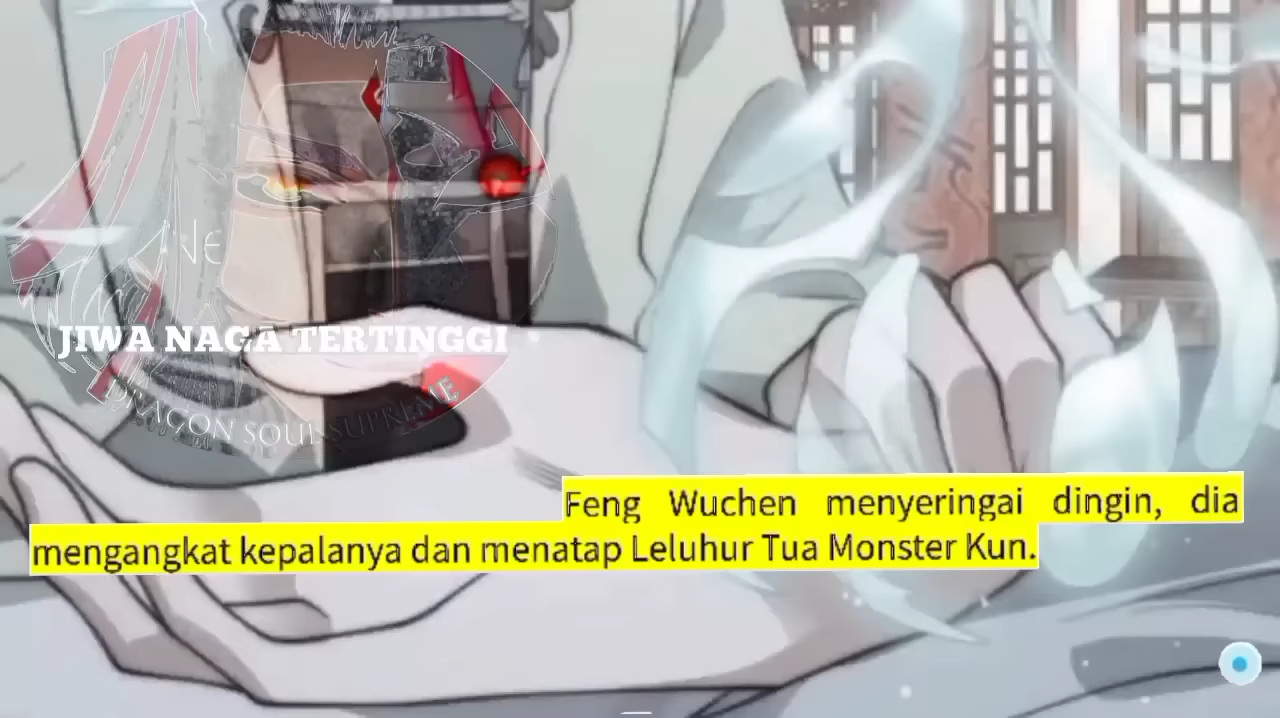 JIWA NAGA TERTINGGI
DRAGON SOUL SUPREME
Feng Wuchen menyeringai dingin, dia
mengangkat kepalanya dan menatap Leluhur Tua Monster Kun.